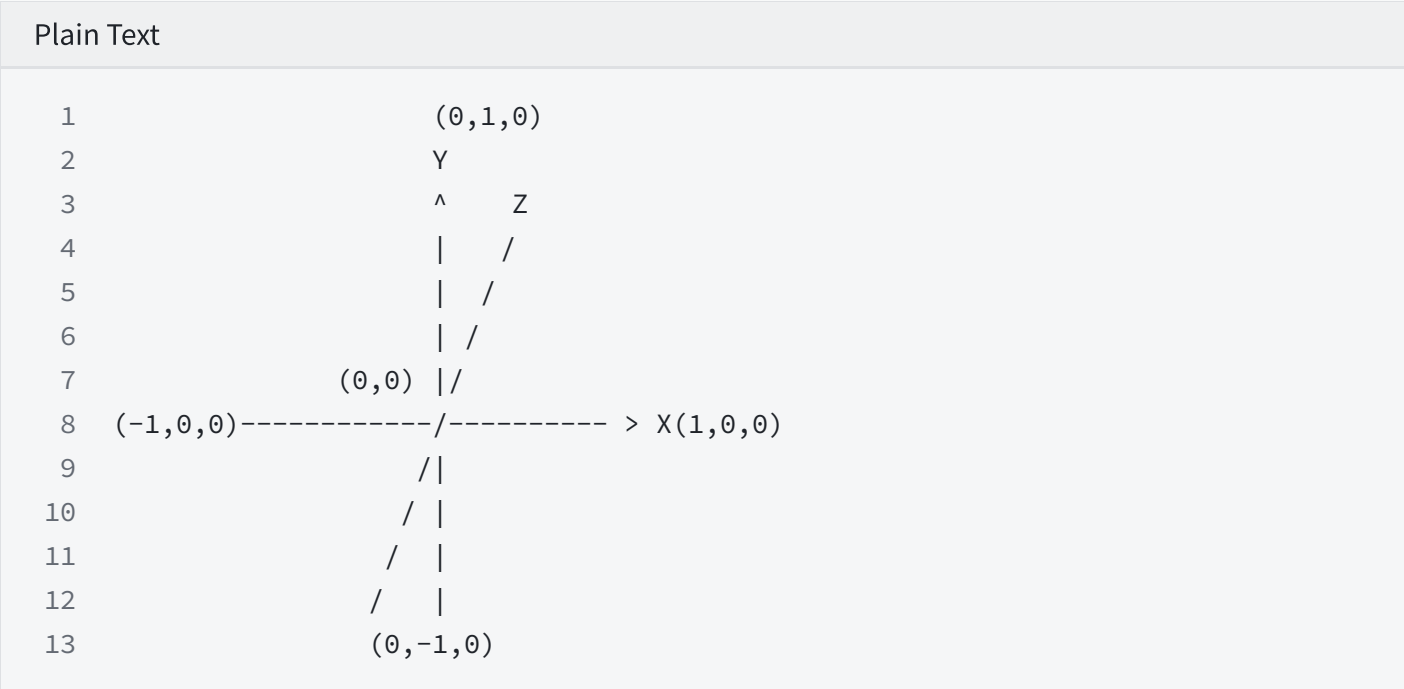 Plain Text
1                     (0,1,0)
2                     Y
3                     ^    Z
4                     |   /
5                     |  /
6                     | /
7               (0,0) |/
8 (-1,0,0)------------/---------- > X(1,0,0)
9                    /|
10                  / |
11                 /  |
12                /   |
13                (0,-1,0)